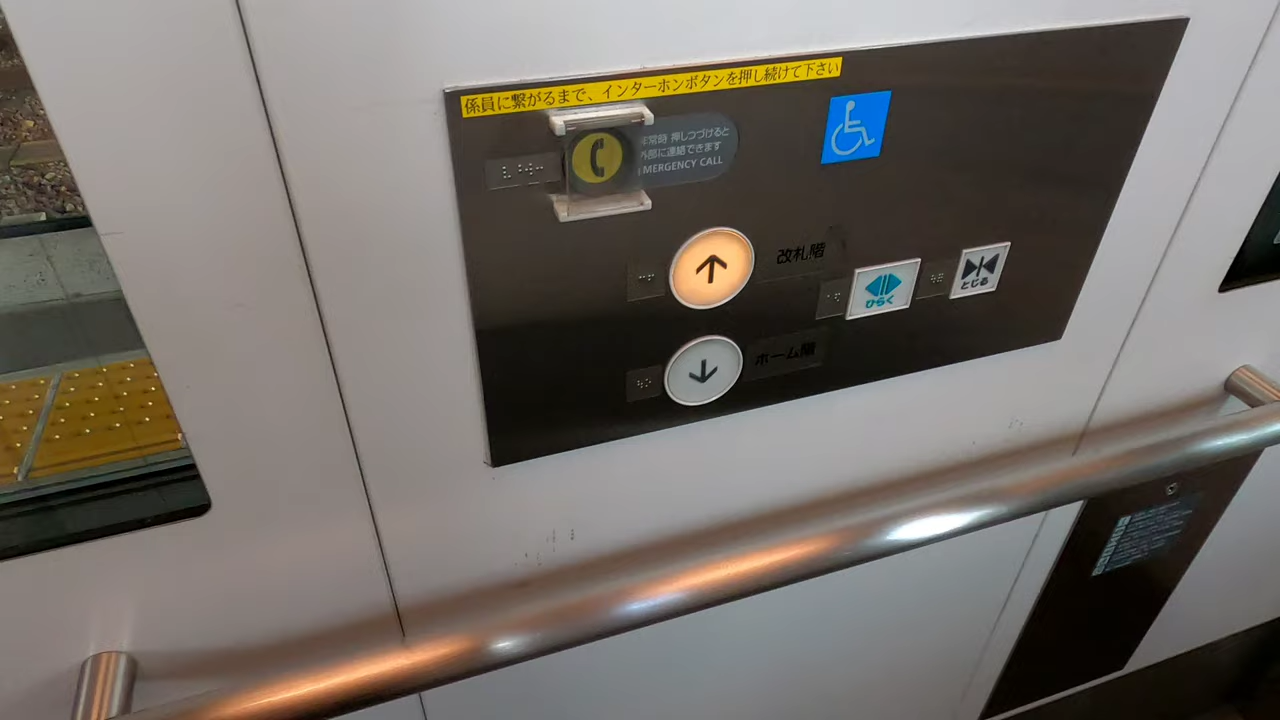 係員に繋がるまで、インターホンボタンを押し続けて下さい
非常時 押しつづけると
外部に連絡できます
EMERGENCY CALL
改札階
ひらく
とじる
ホーム階